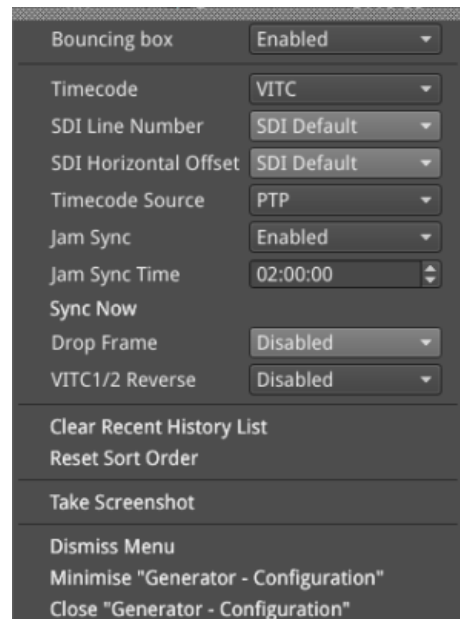 Bouncing box Enabled
Timecode VITC
SDI Line Number SDI Default
SDI Horizontal Offset SDI Default
Timecode Source PTP
Jam Sync Enabled
Jam Sync Time 02:00:00
Sync Now
Drop Frame Disabled
VITC1/2 Reverse Disabled
Clear Recent History List
Reset Sort Order
Take Screenshot
Dismiss Menu
Minimise "Generator - Configuration"
Close "Generator - Configuration"